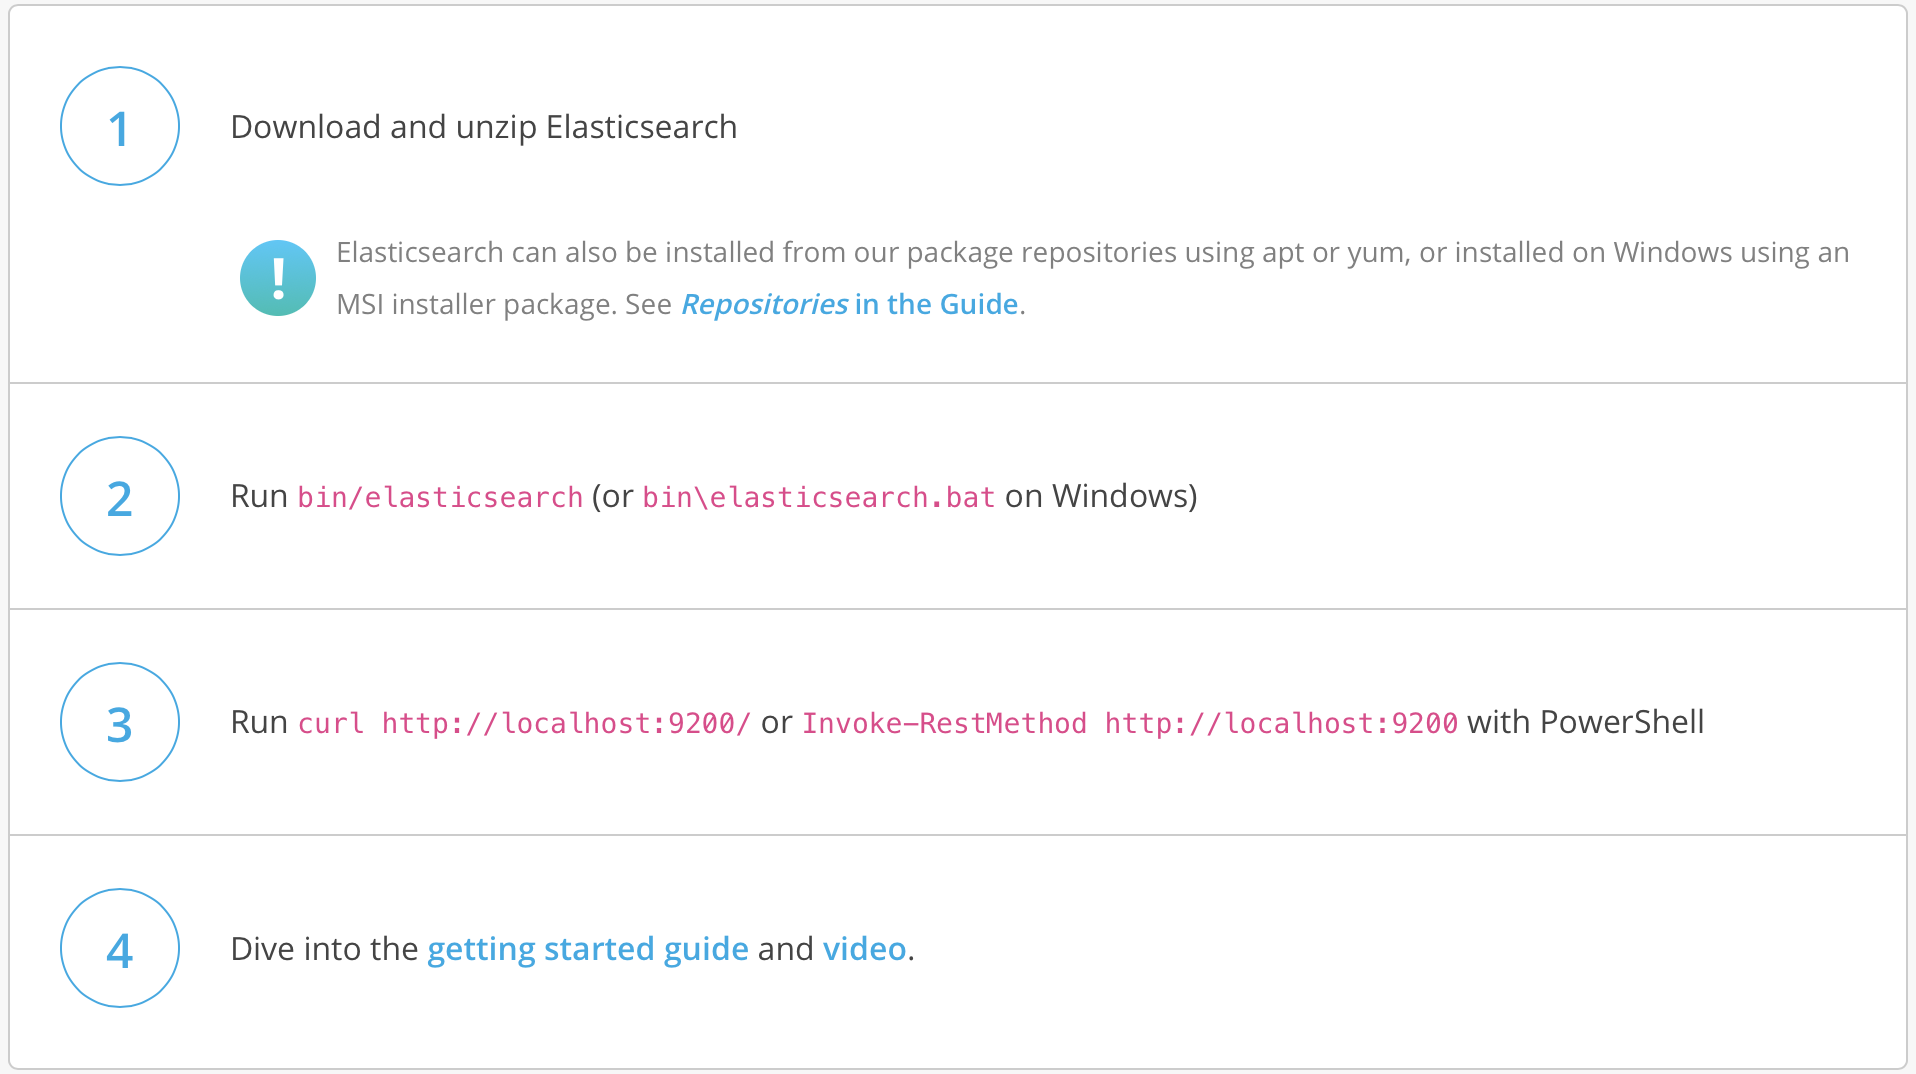 1
Download and unzip Elasticsearch
!
Elasticsearch can also be installed from our package repositories using apt or yum, or installed on Windows using an
MSI installer package. See Repositories in the Guide.
2
Run bin/elasticsearch (or bin\elasticsearch.bat on Windows)
3
Run curl http://localhost:9200/ or Invoke-RestMethod http://localhost:9200 with PowerShell
4
Dive into the getting started guide and video.